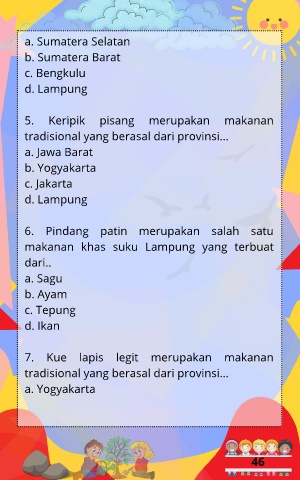 a. Sumatera Selatan
b. Sumatera Barat
c. Bengkulu
d. Lampung
5. Keripik pisang merupakan makanan
tradisional yang berasal dari provinsi...
a. Jawa Barat
b. Yogyakarta
c. Jakarta
d. Lampung
6. Pindang patin merupakan salah satu
makanan khas suku Lampung yang terbuat
dari..
a. Sagu
b. Ayam
c. Tepung
d. Ikan
7. Kue lapis legit merupakan makanan
tradisional yang berasal dari provinsi...
a. Yogyakarta
46